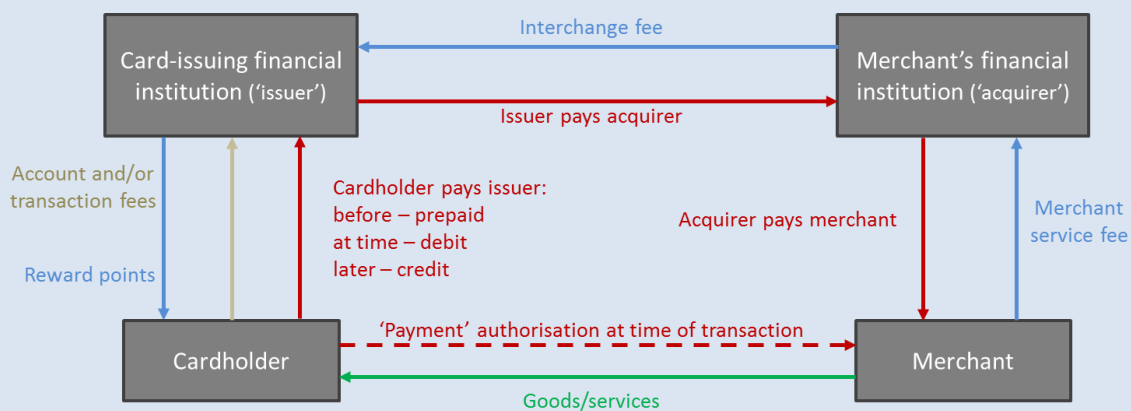 Interchange fee
Card-issuing financial
institution (‘issuer’)
Merchant’s financial
institution (‘acquirer’)
Issuer pays acquirer
Account and/or
transaction fees
Cardholder pays issuer:
before – prepaid
at time – debit
later – credit
Acquirer pays merchant
Merchant
service fee
Reward points
‘Payment’ authorisation at time of transaction
Cardholder
Merchant
Goods/services